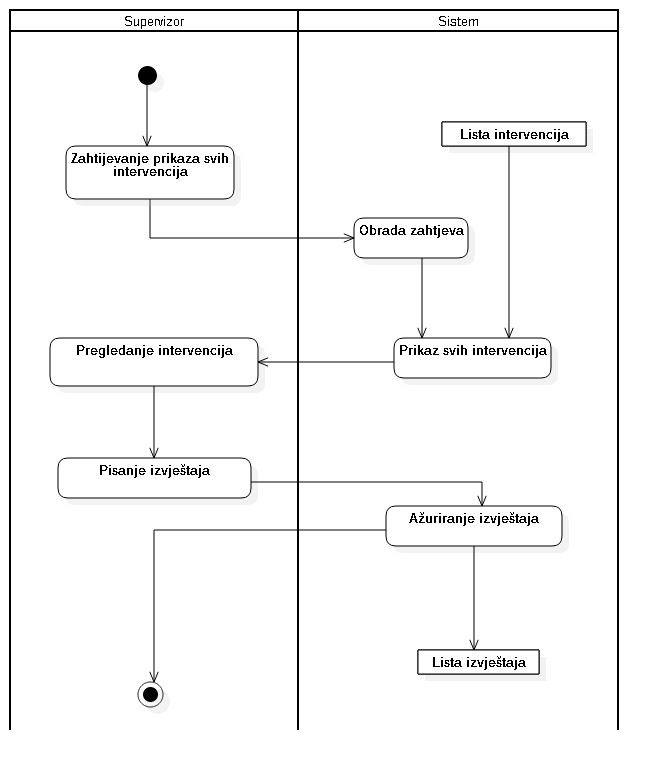 Supervizor
Sistem
Lista intervencija
Zahtijevanje prikaza svih
intervencija
Obrada zahtjeva
Pregledanje intervencija
Prikaz svih intervencija
Pisanje izvještaja
Ažuriranje izvještaja
Lista izvještaja